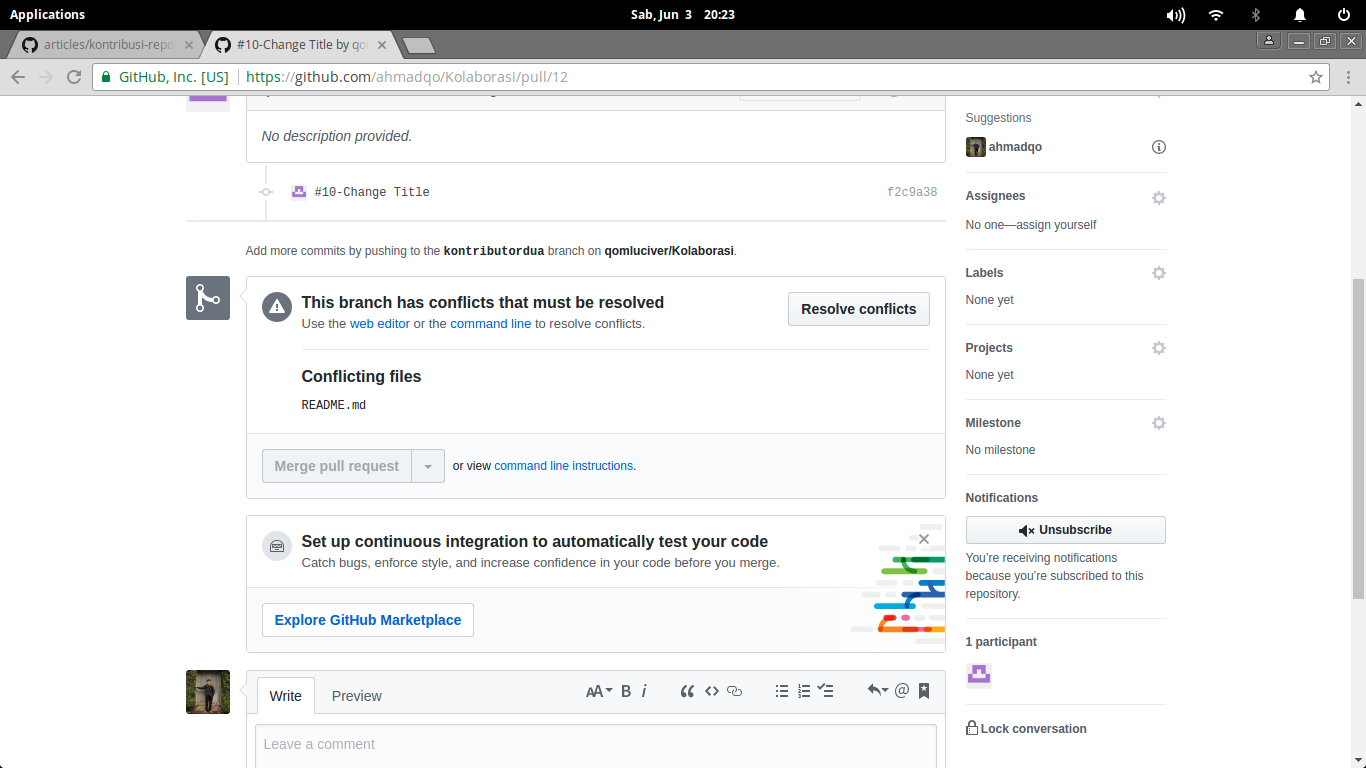 Applications
Sab, Jun 3 20:23
articles/kontribusi-repo
#10-Change Title by qo
GitHub, Inc. [US]
https://github.com/ahmadqo/Kolaborasi/pull/12
No description provided.
#10-Change Title
f2c9a38
Add more commits by pushing to the kontributordua branch on qomluciver/Kolaborasi.
This branch has conflicts that must be resolved
Use the web editor or the command line to resolve conflicts.
Resolve conflicts
Conflicting files
README.md
Merge pull request
or view command line instructions.
Set up continuous integration to automatically test your code
Catch bugs, enforce style, and increase confidence in your code before you merge.
Explore GitHub Marketplace
Write
Preview
AA
B
i
@
Leave a comment
Suggestions
ahmadqo
Assignees
No one—assign yourself
Labels
None yet
Projects
None yet
Milestone
No milestone
Notifications
Unsubscribe
You’re receiving notifications
because you’re subscribed to this
repository.
1 participant
Lock conversation